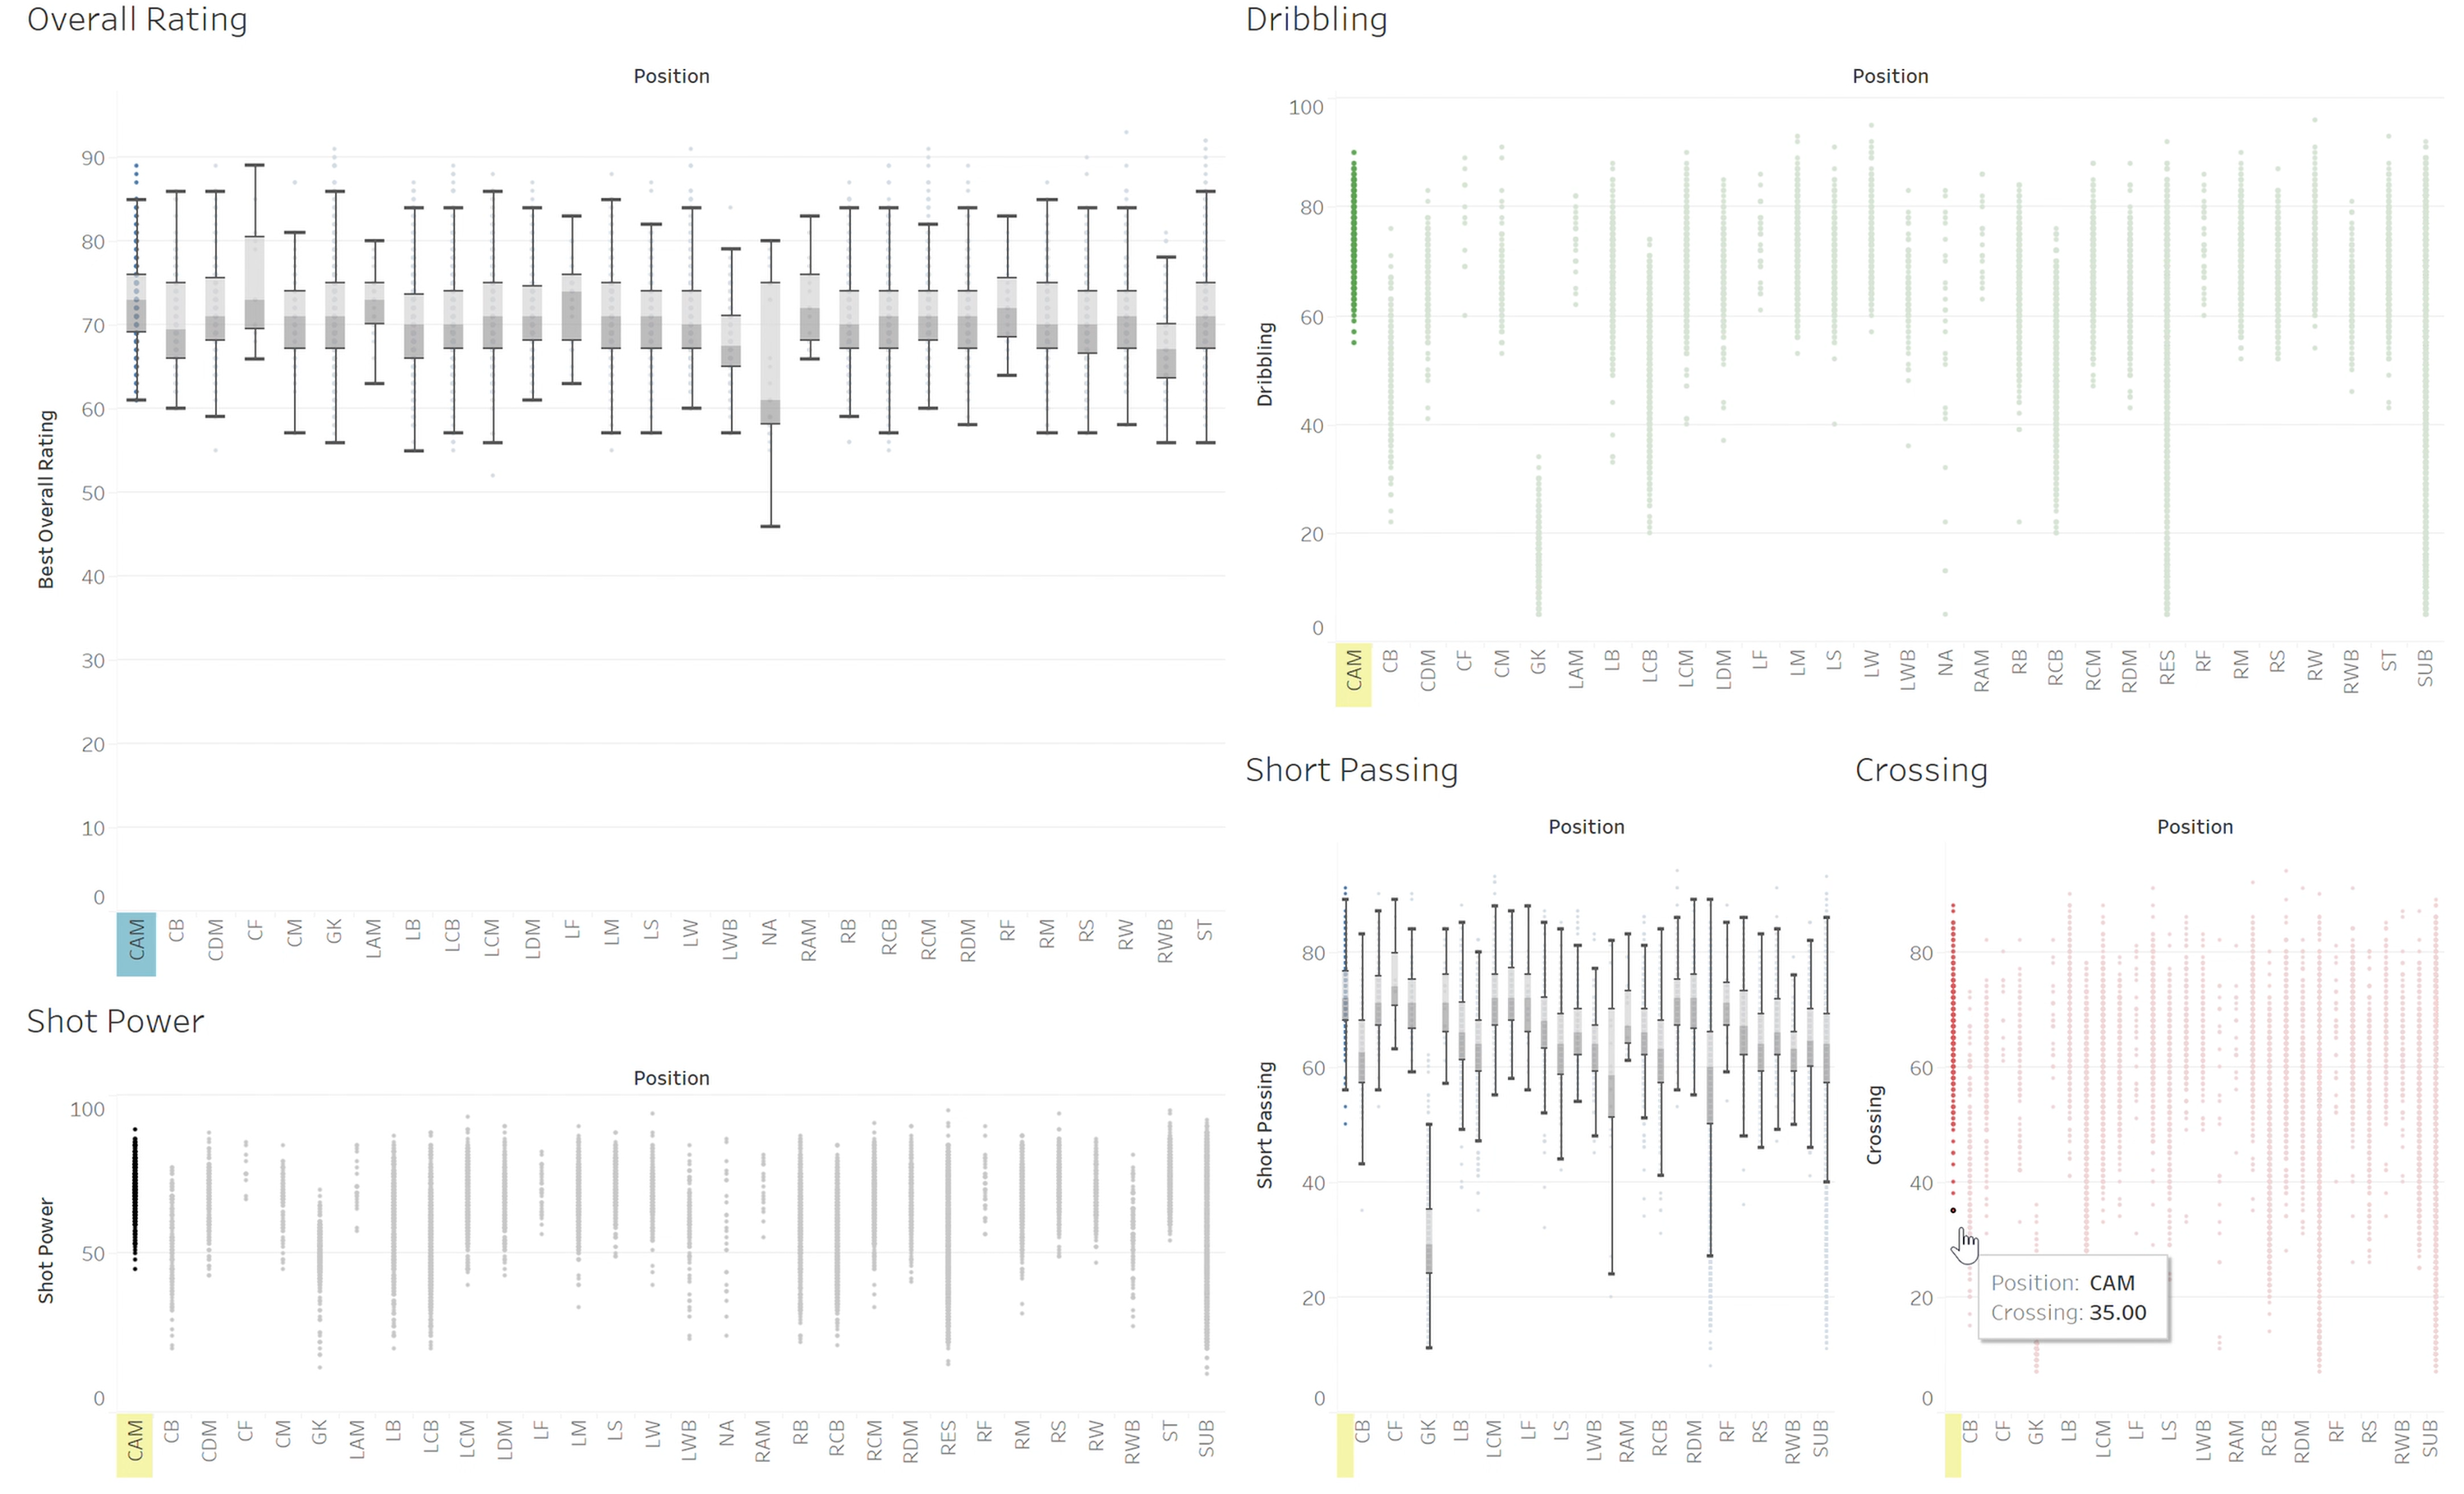 Overall Rating
Position
Best Overall Rating
90
80
70
60
50
40
30
20
10
0
CAM CB CDM CF CM GK LAM LB LCB LCM LDM LF LM LS LW LWB NA RAM RB RCB RCM RDM RF RM RS RW RWB ST
Dribbling
Position
Dribbling
100
80
60
40
20
0
CAM CB CDM CF CM GK LAM LB LCB LCM LDM LF LM LS LW LWB NA RAM RB RCB RCM RDM RES RF RM RS RW RWB ST SUB
Shot Power
Position
Shot Power
100
50
0
CAM CB CDM CF CM GK LAM LB LCB LCM LDM LF LM LS LW LWB NA RAM RB RCB RCM RDM RES RF RM RS RW RWB ST SUB
Short Passing
Position
Short Passing
80
60
40
20
0
CB CF GK LB LCM LF LS LWB RAM RCB RDM RF RS RWB SUB
Crossing
Position
Crossing
80
60
40
20
0
CB CF GK LB LCM LF LS LWB RAM RCB RDM RF RS RWB SUB
Position: CAM
Crossing: 35.00